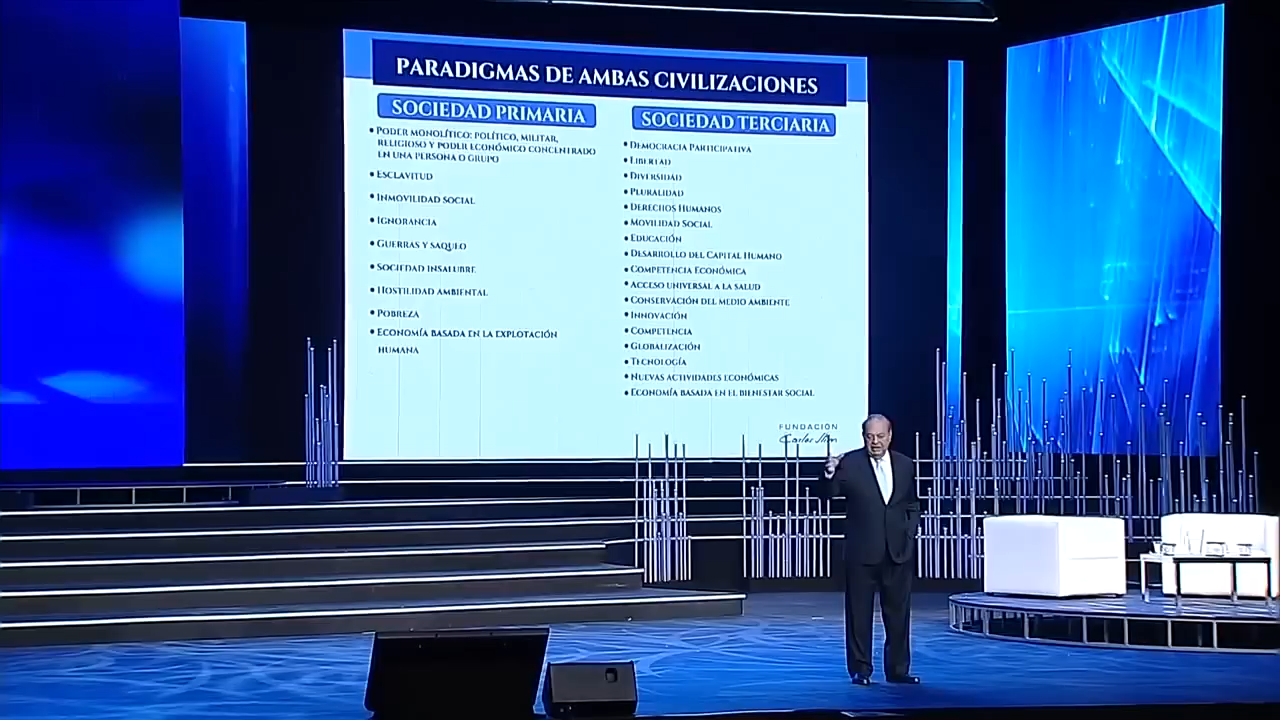 PARADIGMAS DE AMBAS CIVILIZACIONES
SOCIEDAD PRIMARIA
• PODER MONOLÍTICO: POLÍTICO, MILITAR,
RELIGIOSO Y PODER ECONÓMICO CONCENTRADO
EN UNA PERSONA O GRUPO
• ESCLAVITUD
• INMOVILIDAD SOCIAL
• IGNORANCIA
• GUERRAS Y SAQUEO
• SOCIEDAD INSALUBRE
• HOSTILIDAD AMBIENTAL
• POBREZA
• ECONOMÍA BASADA EN LA EXPLOTACIÓN
HUMANA
SOCIEDAD TERCIARIA
• DEMOCRACIA PARTICIPATIVA
• LIBERTAD
• DIVERSIDAD
• PLURALIDAD
• DERECHOS HUMANOS
• MOVILIDAD SOCIAL
• EDUCACIÓN
• DESARROLLO DEL CAPITAL HUMANO
• COMPETENCIA ECONÓMICA
• ACCESO UNIVERSAL A LA SALUD
• CONSERVACIÓN DEL MEDIO AMBIENTE
• INNOVACIÓN
• COMPETENCIA
• GLOBALIZACIÓN
• TECNOLOGÍA
• NUEVAS ACTIVIDADES ECONÓMICAS
• ECONOMÍA BASADA EN EL BIENESTAR SOCIAL
FUNDACIÓN
Carlos Slim